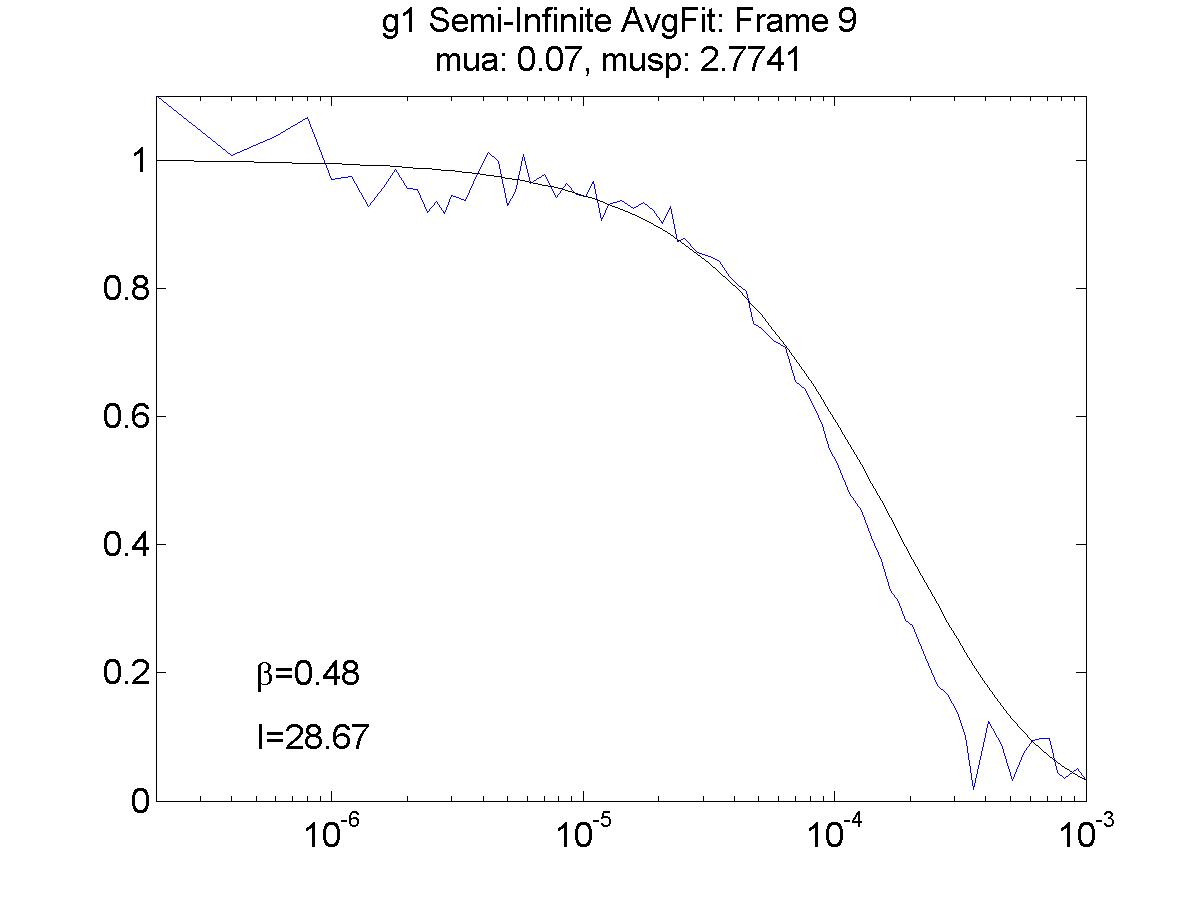 g1 Semi-Infinite AvgFit: Frame 9
mua: 0.07, musp: 2.7741
1
0.8
0.6
0.4
0.2
0
β=0.48
I=28.67
10^-6
10^-5
10^-4
10^-3